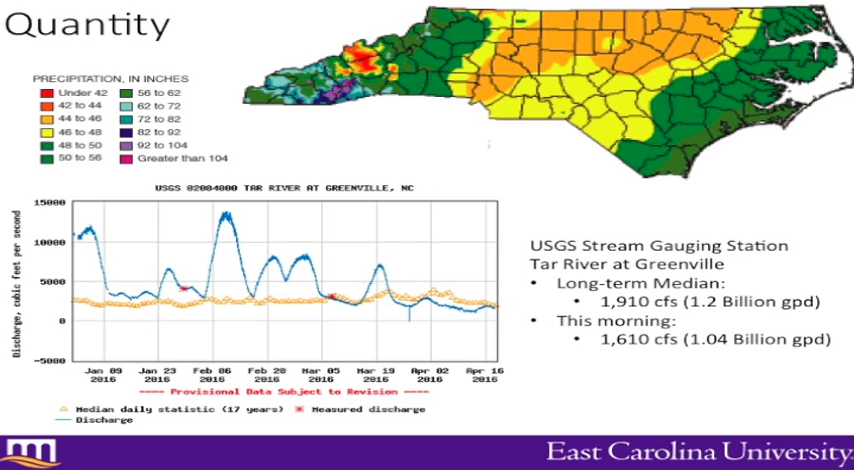 Quantity
PRECIPITATION, IN INCHES
Under 42 56 to 62
42 to 44 62 to 72
44 to 46 72 to 82
46 to 48 82 to 92
48 to 50 92 to 104
50 to 56 Greater than 104
USGS 02084000 TAR RIVER AT GREENVILLE, NC
Discharge, cubic feet per second
15000
10000
5000
0
-5000
Jan 09 Jan 23 Feb 06 Feb 20 Mar 05 Mar 19 Apr 02 Apr 16
2016 2016 2016 2016 2016 2016 2016 2016
---- Provisional Data Subject to Revision ----
Median daily statistic (17 years) Measured discharge
Discharge
USGS Stream Gauging Station
Tar River at Greenville
• Long-term Median:
• 1,910 cfs (1.2 Billion gpd)
• This morning:
• 1,610 cfs (1.04 Billion gpd)
East Carolina University